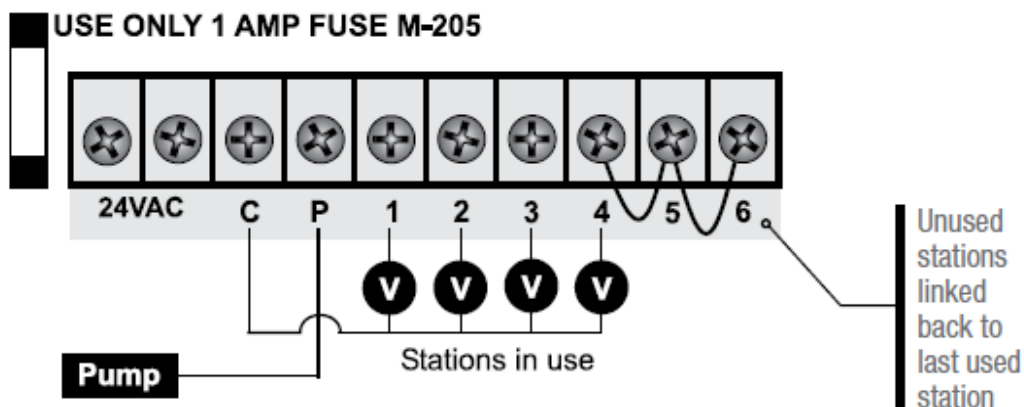 USE ONLY 1 AMP FUSE M-205
24VAC C P 1 2 3 4 5 6
V V V V
Stations in use
Pump
Unused
stations
linked
back to
last used
station